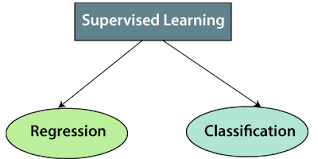 Supervised Learning
Regression
Classification